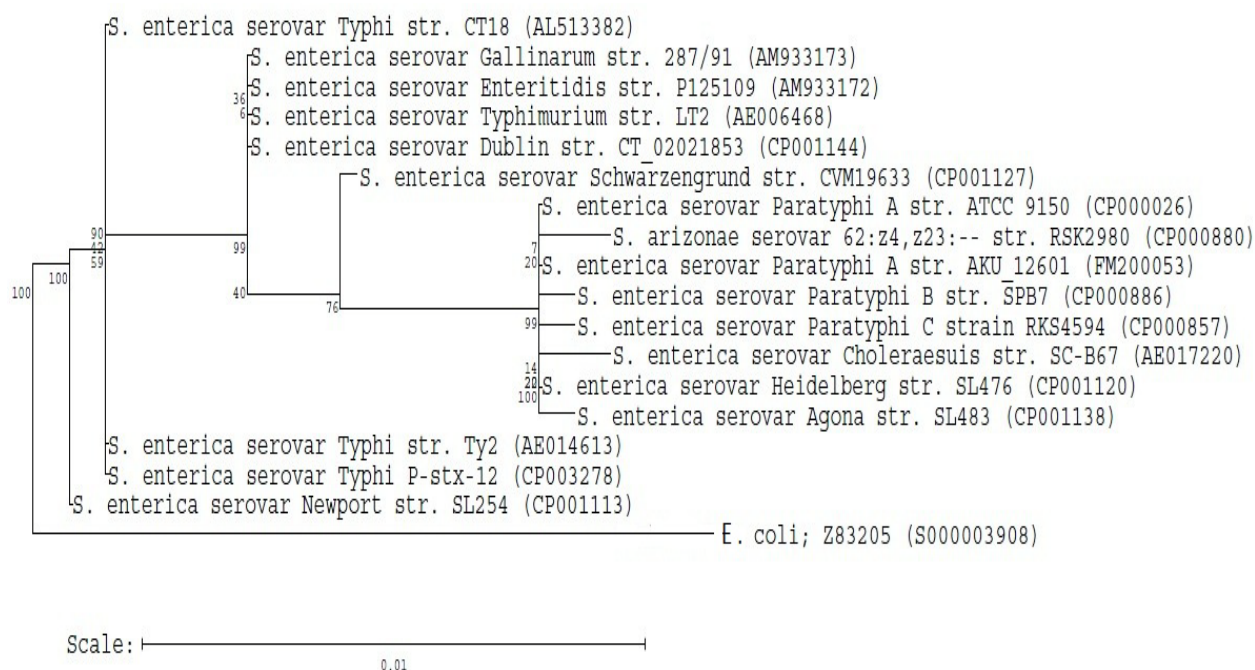 S. enterica serovar Typhi str. CT18 (AL513382)
S. enterica serovar Gallinarum str. 287/91 (AM933173)
S. enterica serovar Enteritidis str. P125109 (AM933172)
36
6
S. enterica serovar Typhimurium str. LT2 (AE006468)
S. enterica serovar Dublin str. CT_02021853 (CP001144)
S. enterica serovar Schwarzengrund str. CVM19633 (CP001127)
S. enterica serovar Paratyphi A str. ATCC 9150 (CP000026)
90
42
59
99
7
20
S. arizonae serovar 62:z4,z23:-- str. RSK2980 (CP000880)
S. enterica serovar Paratyphi A str. AKU_12601 (FM200053)
100
100
40
76
S. enterica serovar Paratyphi B str. SPB7 (CP000886)
99
S. enterica serovar Paratyphi C strain RKS4594 (CP000857)
S. enterica serovar Choleraesuis str. SC-B67 (AE017220)
14
100
S. enterica serovar Heidelberg str. SL476 (CP001120)
S. enterica serovar Agona str. SL483 (CP001138)
S. enterica serovar Typhi str. Ty2 (AE014613)
S. enterica serovar Typhi P-stx-12 (CP003278)
S. enterica serovar Newport str. SL254 (CP001113)
E. coli; Z83205 (S000003908)
Scale:
0.01